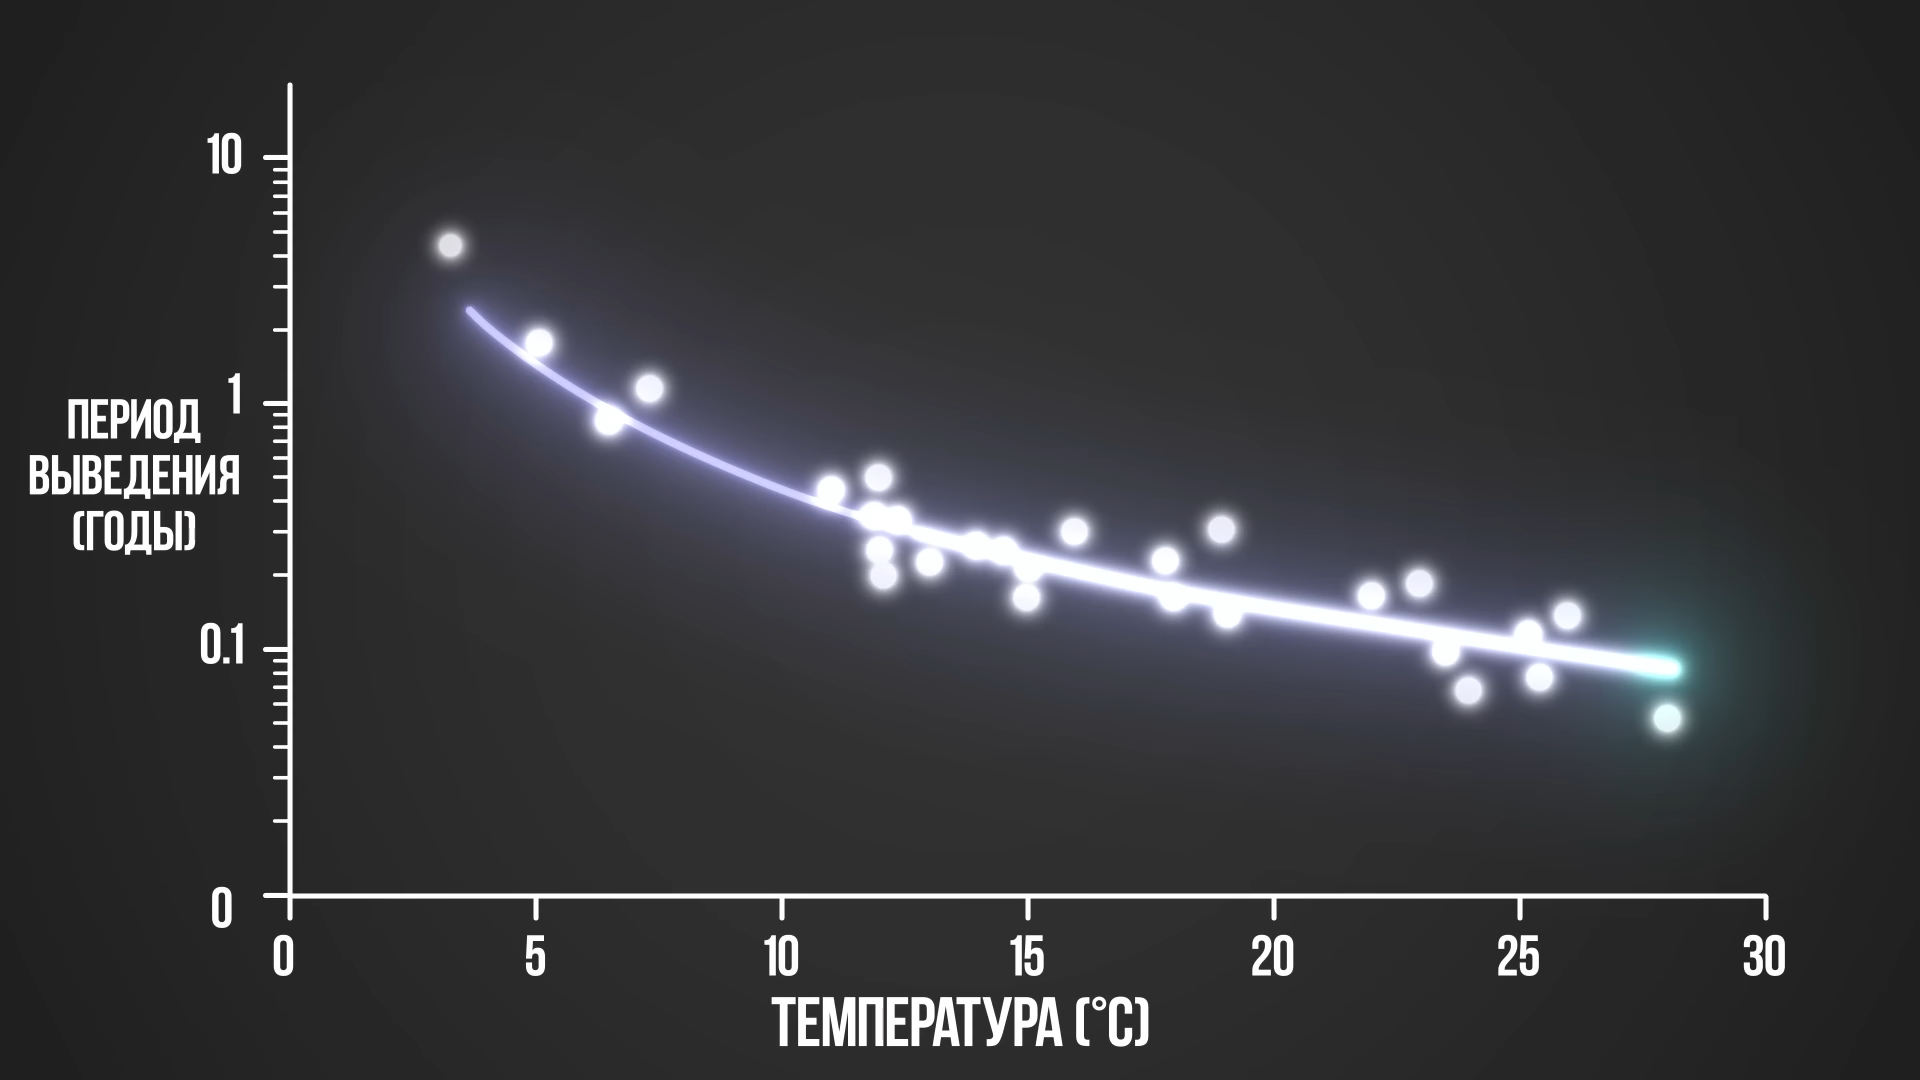 10
1
ПЕРИОД
ВЫВЕДЕНИЯ
(ГОДЫ)
0.1
0
0 5 10 15 20 25 30
ТЕМПЕРАТУРА (°C)